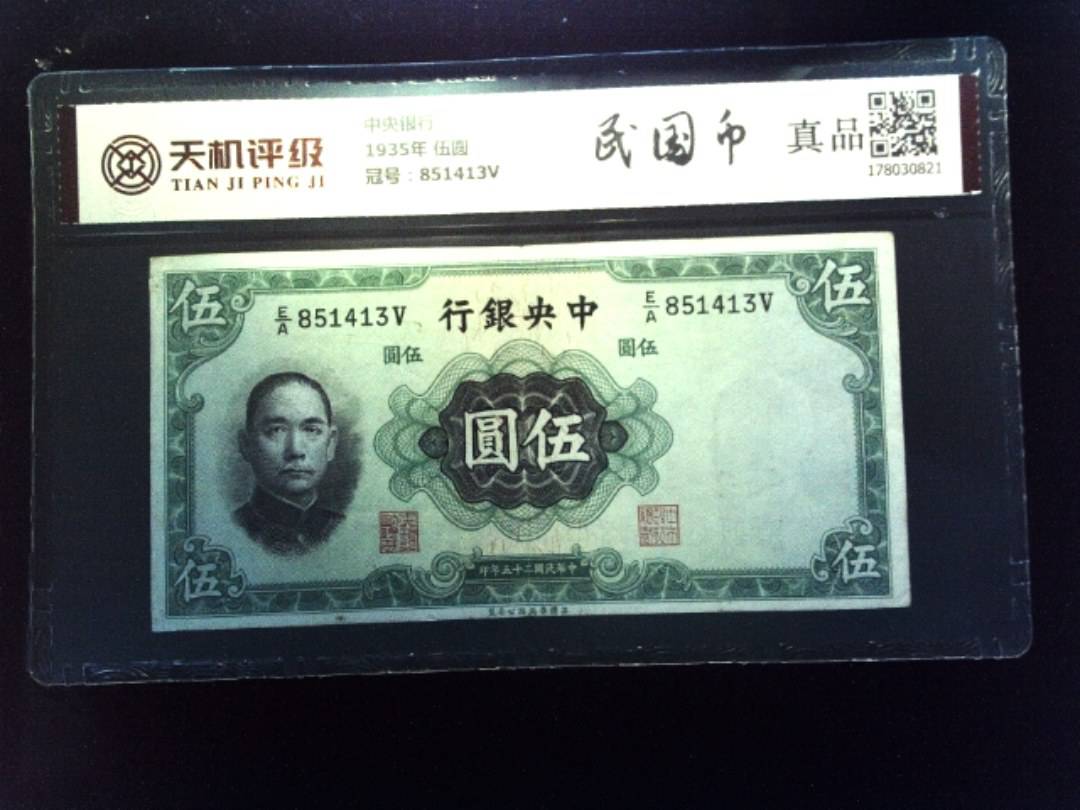 天机评级
TIAN JI PING JI
中央银行
1935年 伍圆
冠号：851413V
民国币
真品
178030821
伍
伍
E/A 851413V
行銀央中
E/A 851413V
圓伍
圓伍
圓伍
伍
伍
印年五十二國民華中